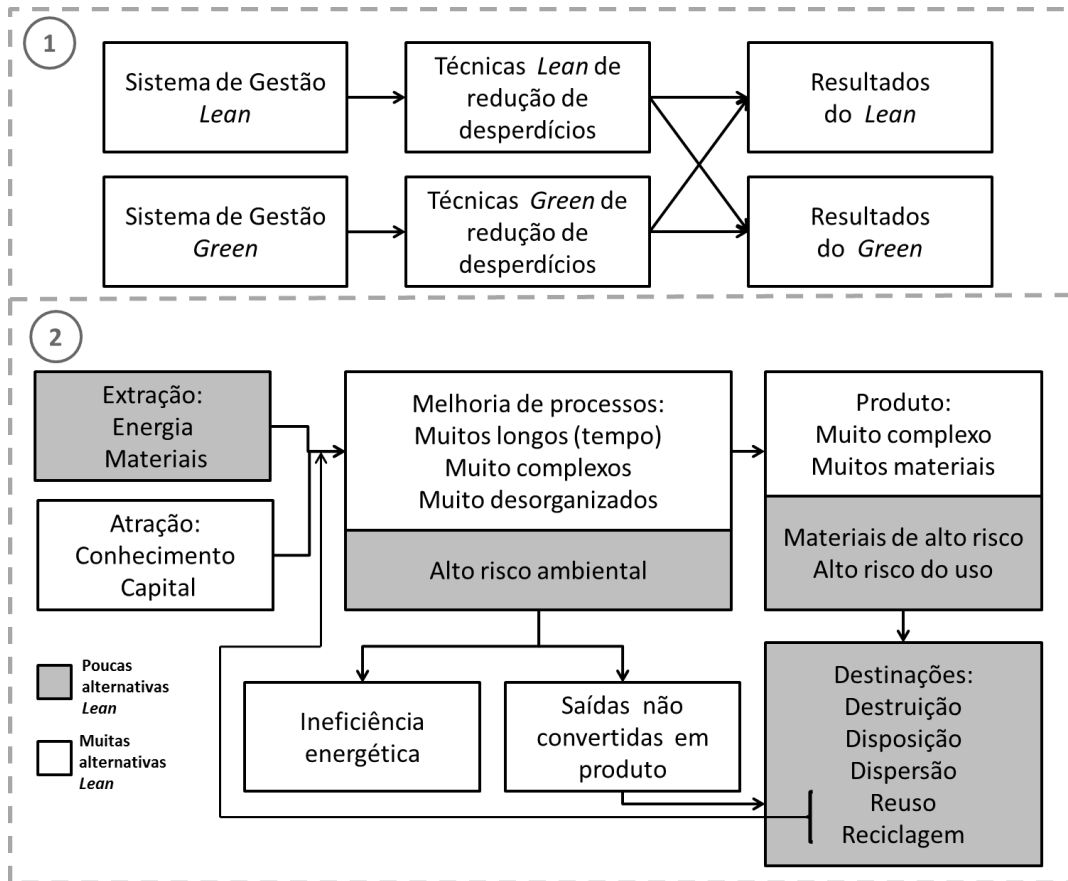 1
Sistema de Gestão
Lean
Técnicas Lean de
redução de
desperdícios
Resultados
do Lean
Sistema de Gestão
Green
Técnicas Green de
redução de
desperdícios
Resultados
do Green
2
Extração:
Energia
Materiais
Atração:
Conhecimento
Capital
Melhoria de processos:
Muitos longos (tempo)
Muito complexos
Muito desorganizados
Alto risco ambiental
Produto:
Muito complexo
Muitos materiais
Materiais de alto risco
Alto risco do uso
Poucas
alternativas
Lean
Muitas
alternativas
Lean
Ineficiência
energética
Saídas não
convertidas em
produto
Destinações:
Destruição
Disposição
Dispersão
Reuso
Reciclagem